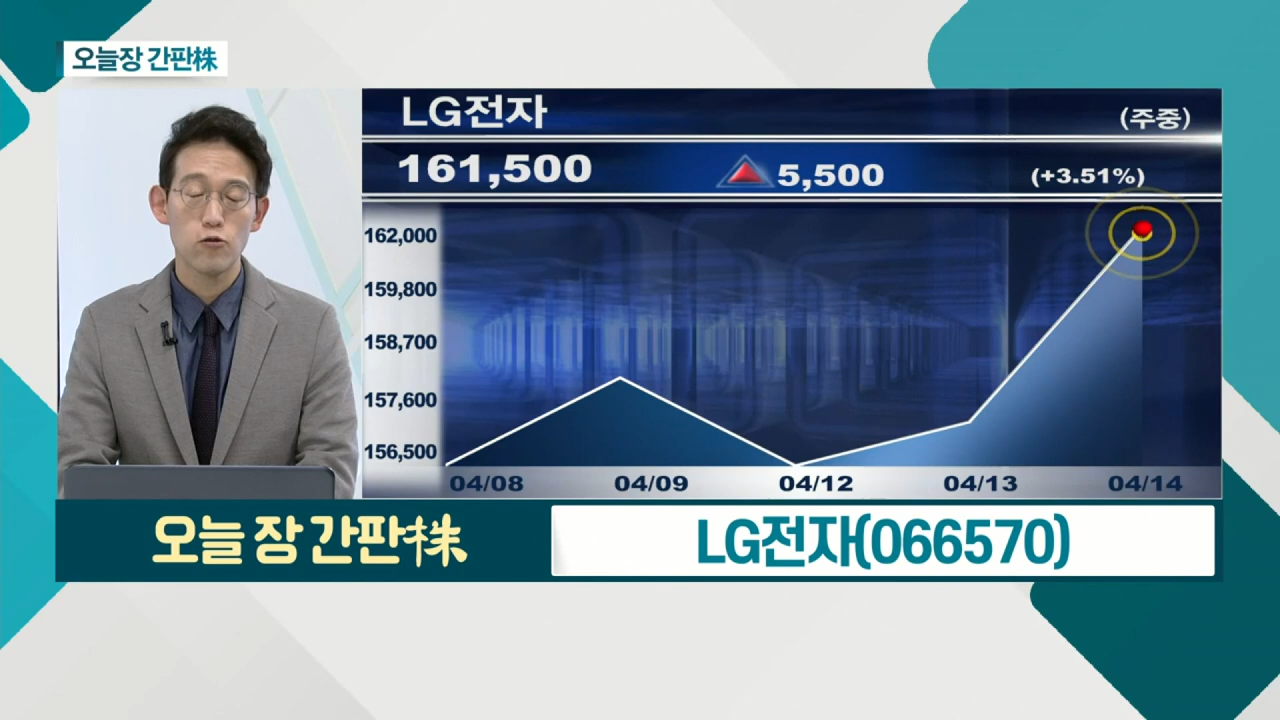 오늘장 간판株
LG전자
(주중)
161,500 5,500 (+3.51%)
162,000
159,800
158,700
157,600
156,500
04/08 04/09 04/12 04/13 04/14
오늘 장 간판株
LG전자(066570)